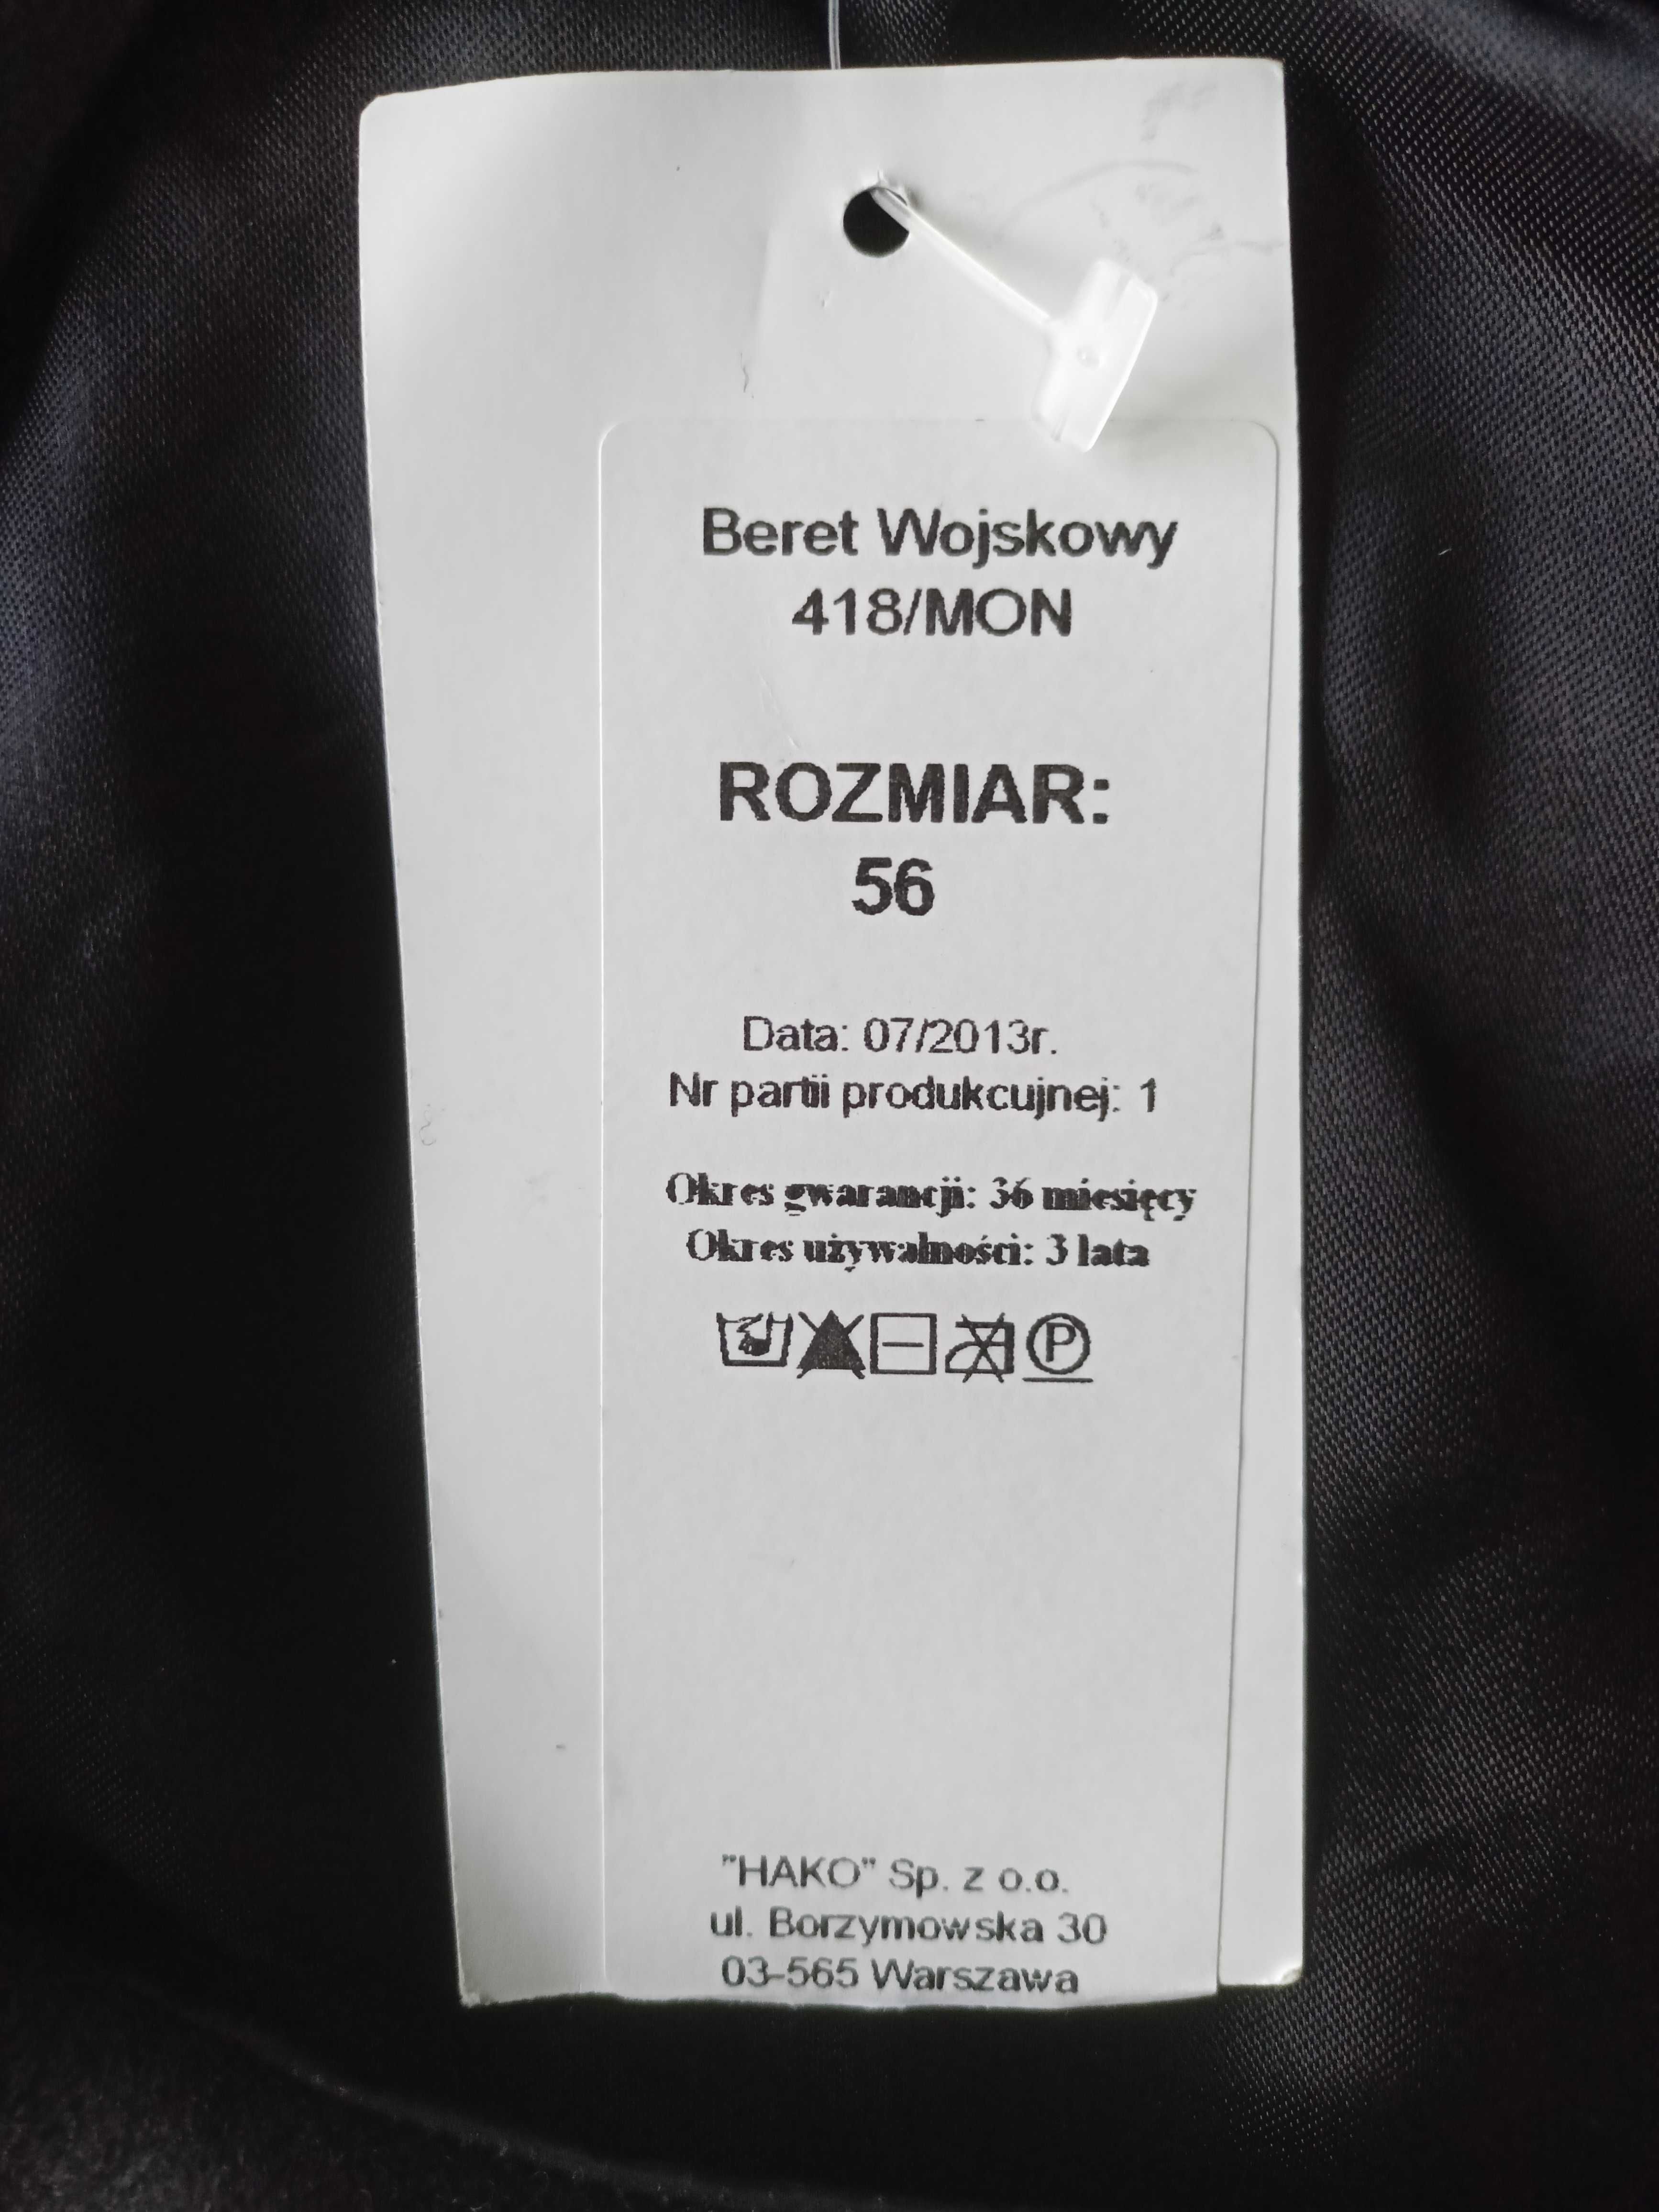 Beret Wojskowy
418/MON
ROZMIAR:
56
Data: 07/2013r.
Nr partii produkcujnej: 1
Okres gwarancji: 36 miesięcy
Okres używalności: 3 lata
P
"HAKO" Sp. z o.o.
ul. Borzymowska 30
03-565 Warszawa